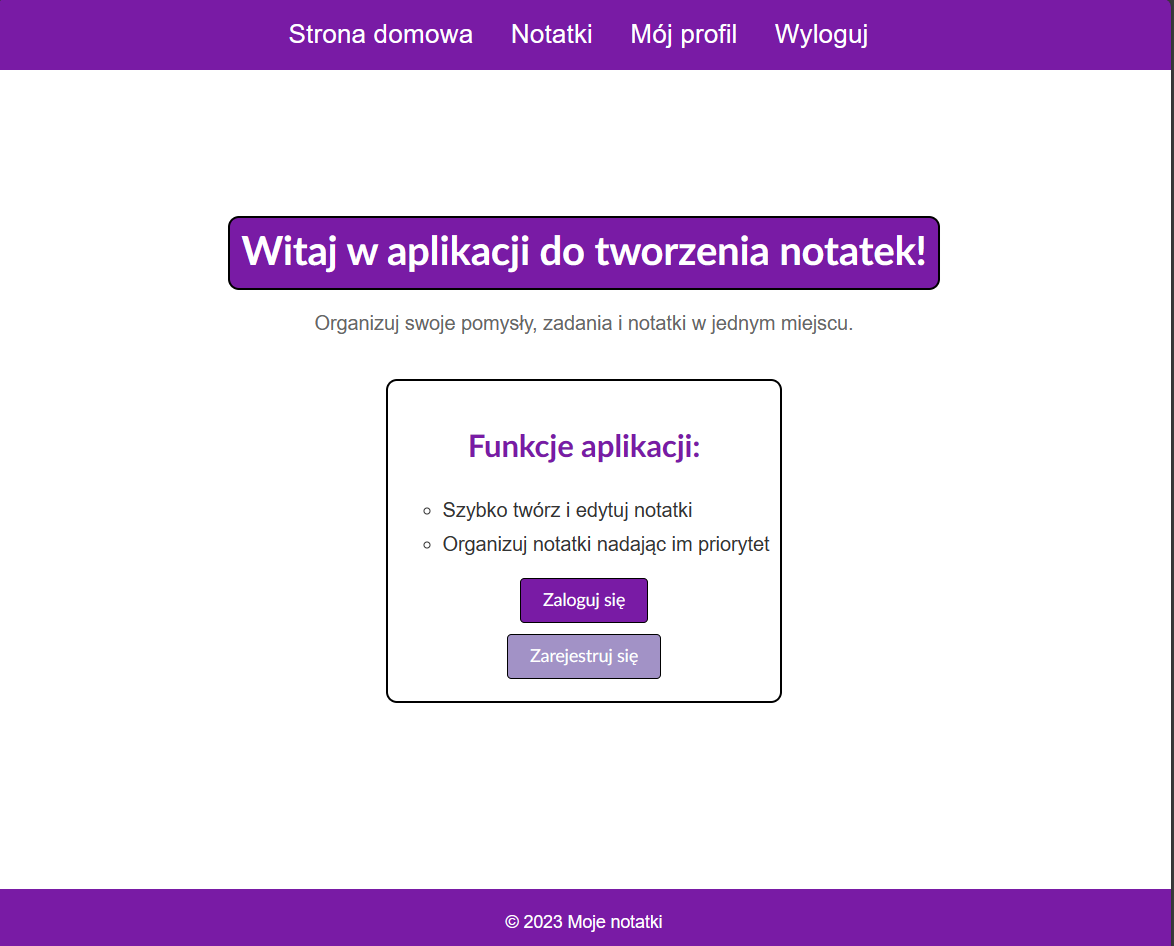 Strona domowa Notatki Mój profil Wyloguj
Witaj w aplikacji do tworzenia notatek!
Organizuj swoje pomysły, zadania i notatki w jednym miejscu.
Funkcje aplikacji:
Szybko twórz i edytuj notatki
Organizuj notatki nadając im priorytet
Zaloguj się
Zarejestruj się
© 2023 Moje notatki